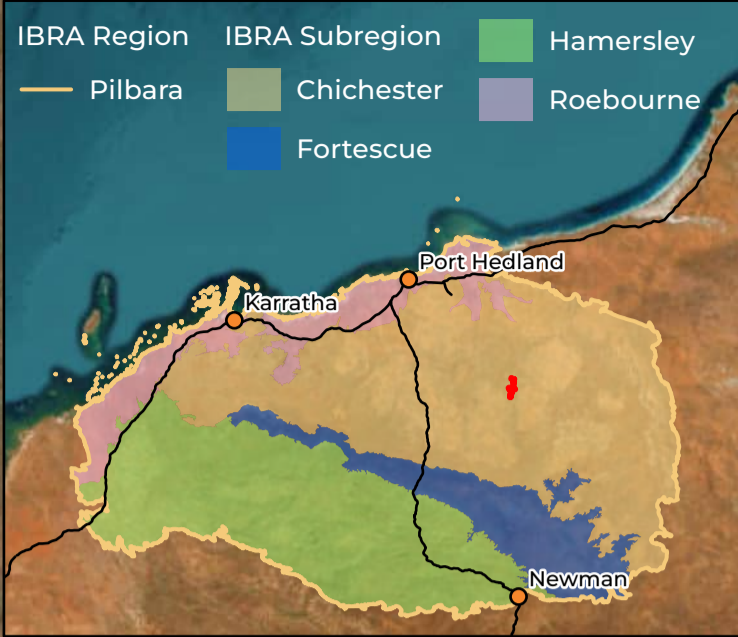 IBRA Region
Pilbara
IBRA Subregion
Chichester
Fortescue
Hamersley
Roebourne
Port Hedland
Karratha
Newman